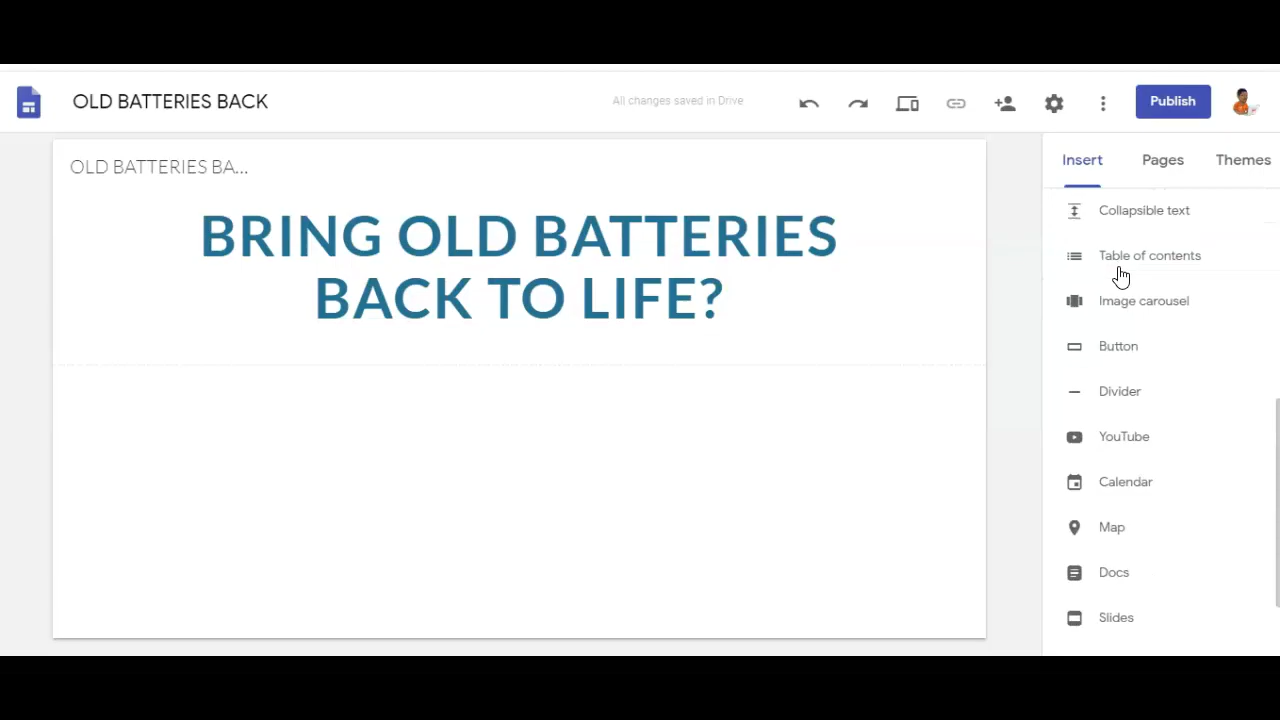 OLD BATTERIES BACK
All changes saved in Drive
Publish
OLD BATTERIES BA...
BRING OLD BATTERIES
BACK TO LIFE?
Insert
Pages
Themes
Collapsible text
Table of contents
Image carousel
Button
Divider
YouTube
Calendar
Map
Docs
Slides